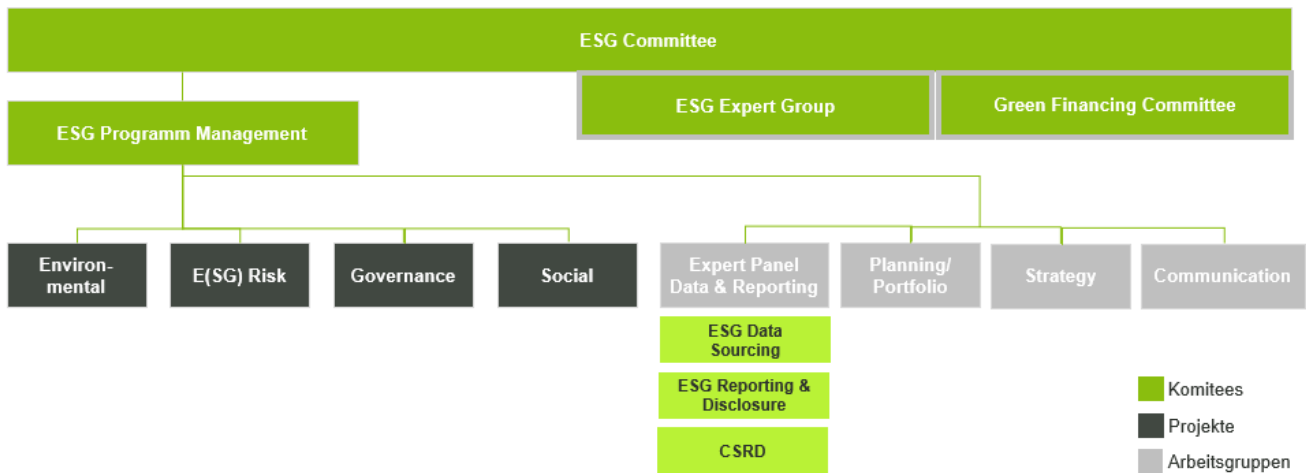 ESG Committee
ESG Expert Group
Green Financing Committee
ESG Programm Management
Environ-
mental
E(SG) Risk
Governance
Social
Expert Panel
Data & Reporting
Planning/
Portfolio
Strategy
Communication
ESG Data
Sourcing
ESG Reporting &
Disclosure
CSRD
Komitees
Projekte
Arbeitsgruppen